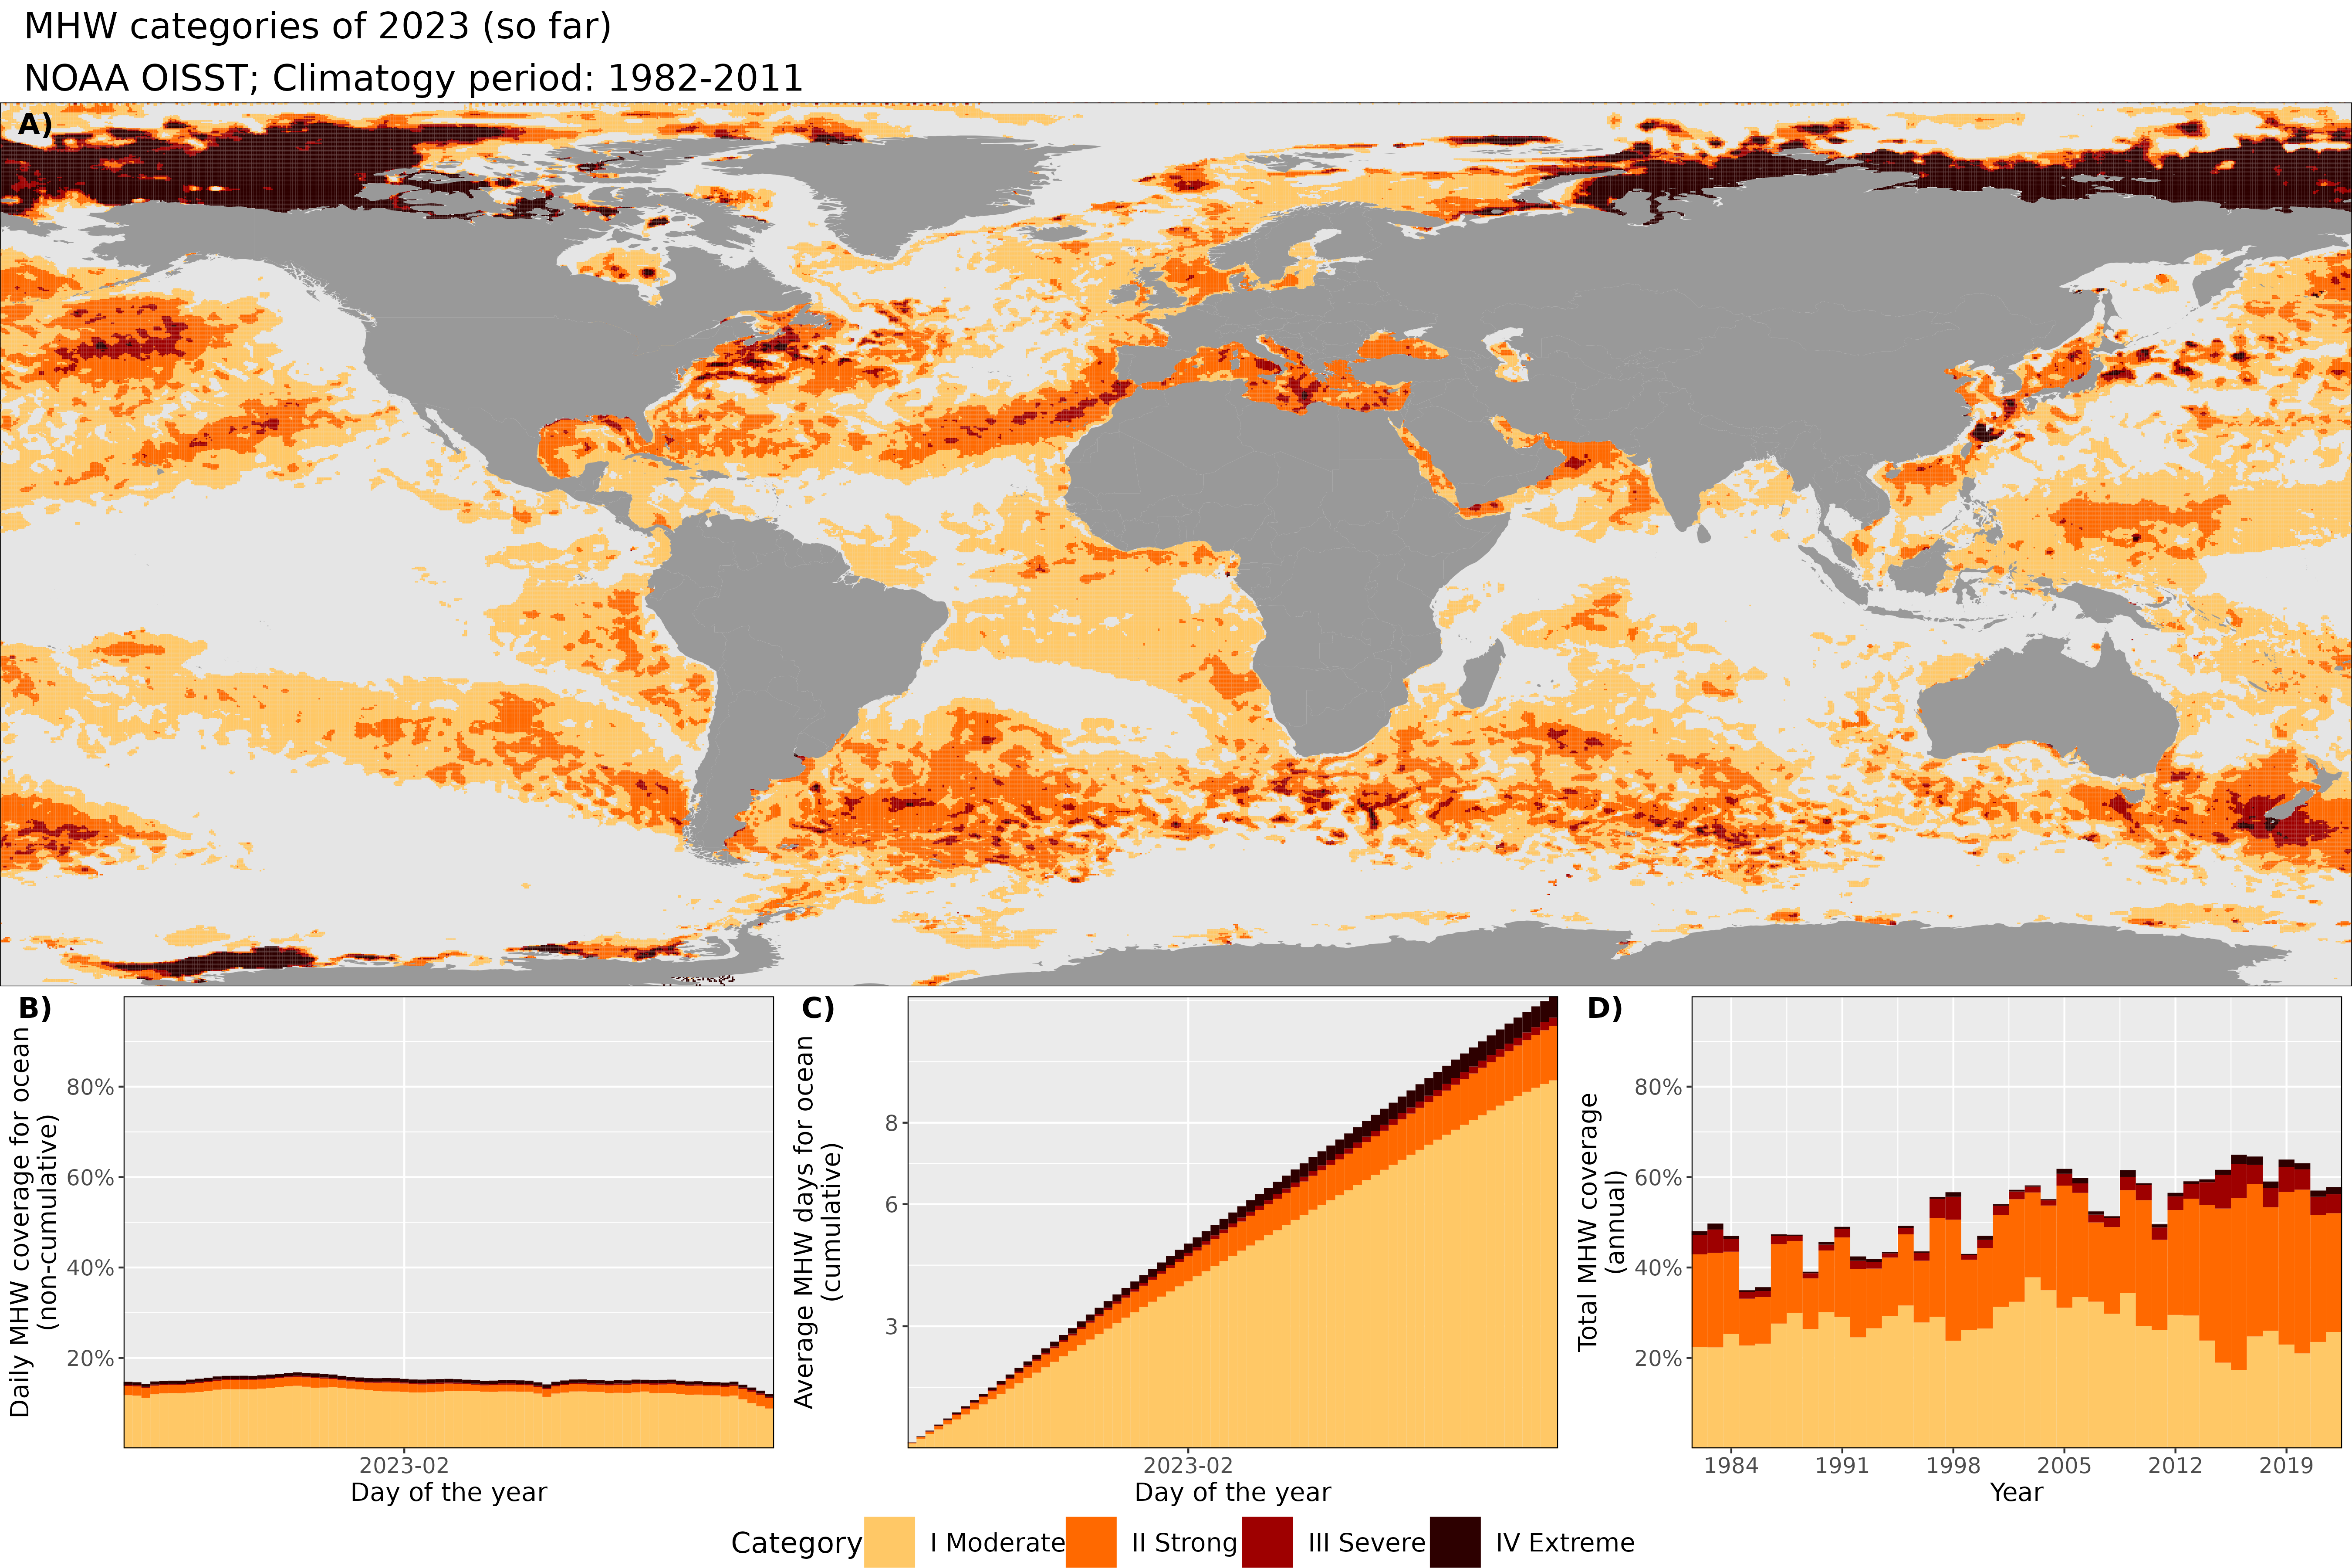 MHW categories of 2023 (so far)
NOAA OISST; Climatogy period: 1982-2011
A)
B)
Daily MHW coverage for ocean
(non-cumulative)
80%
60%
40%
20%
2023-02
Day of the year
C)
Average MHW days for ocean
(cumulative)
8
6
3
2023-02
Day of the year
D)
Total MHW coverage
(annual)
80%
60%
40%
20%
1984 1991 1998 2005 2012 2019
Year
Category I Moderate II Strong III Severe IV Extreme